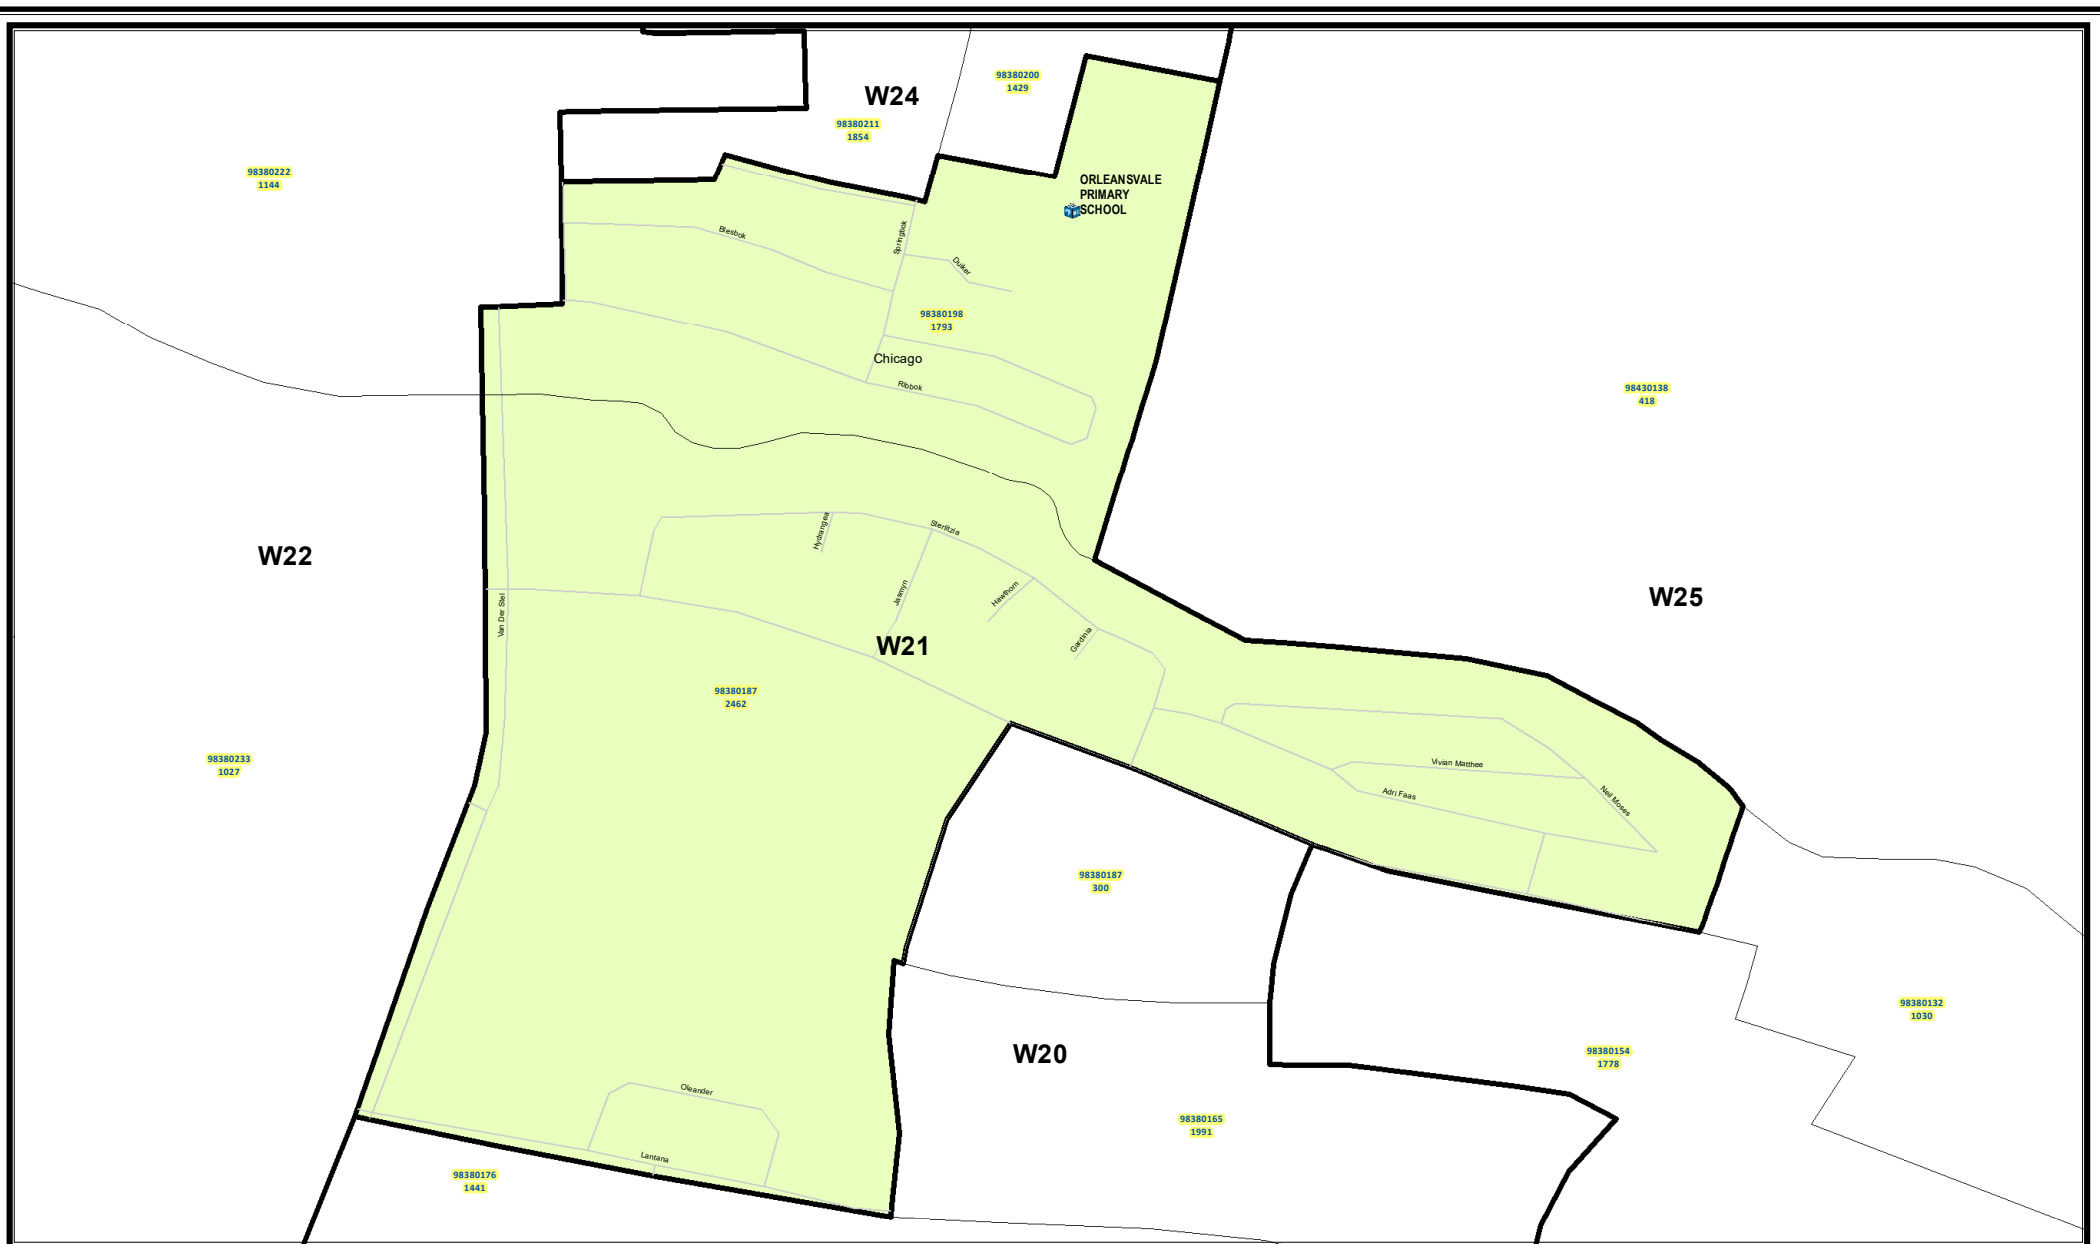 98380200
1429
W24
98380211
1854
98380222
1144
ORLEANSVALE
PRIMARY
SCHOOL
Blesbok
Springbok
Duiker
98380198
1793
Chicago
Ribbok
98430138
418
Hydrangea
Sterlitzia
W22
Jasmyn
Hawthorn
W25
Van Der Stel
Gardinia
W21
98380187
2462
98380233
1027
Vivian Matthee
Adri Faas
Neil Moses
98380187
300
98380132
1030
W20
98380154
1778
Oleander
98380165
1991
Lantana
98380176
1441